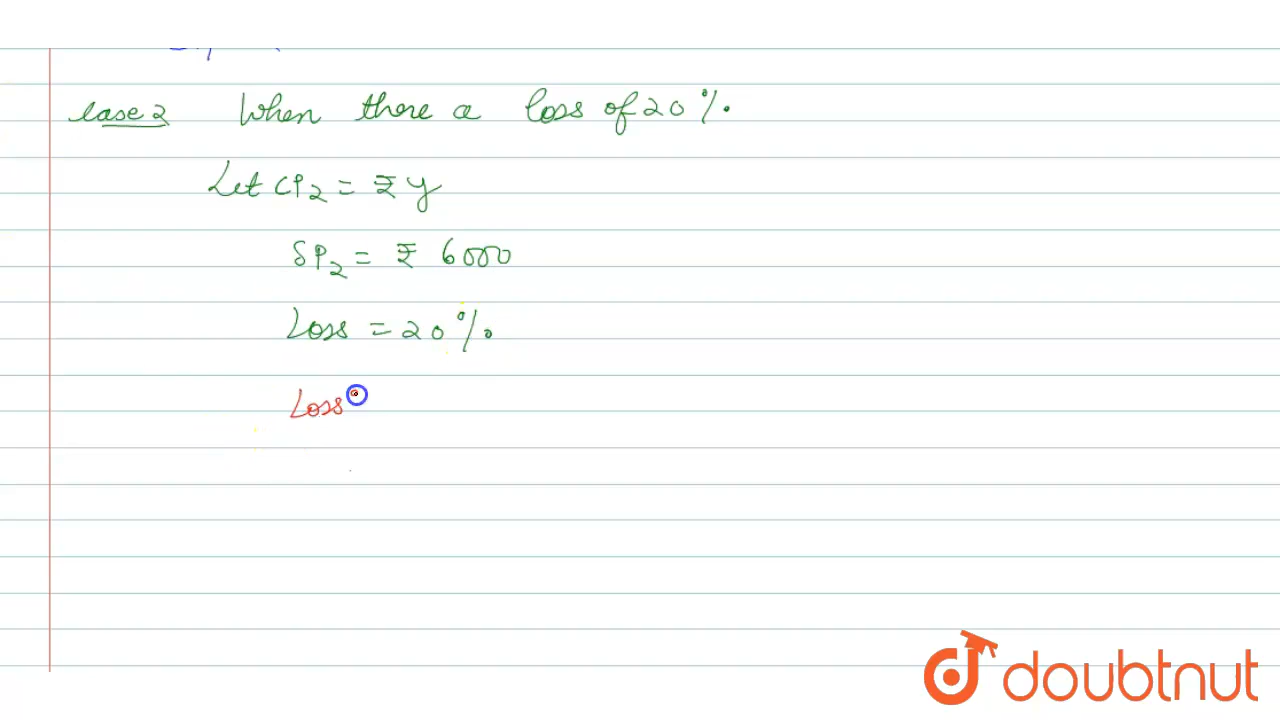 Case 2 When there a loss of 20%.
Let CP2 = ₹ y
SP2 = ₹ 6000
Loss = 20%
Loss
doubtnut